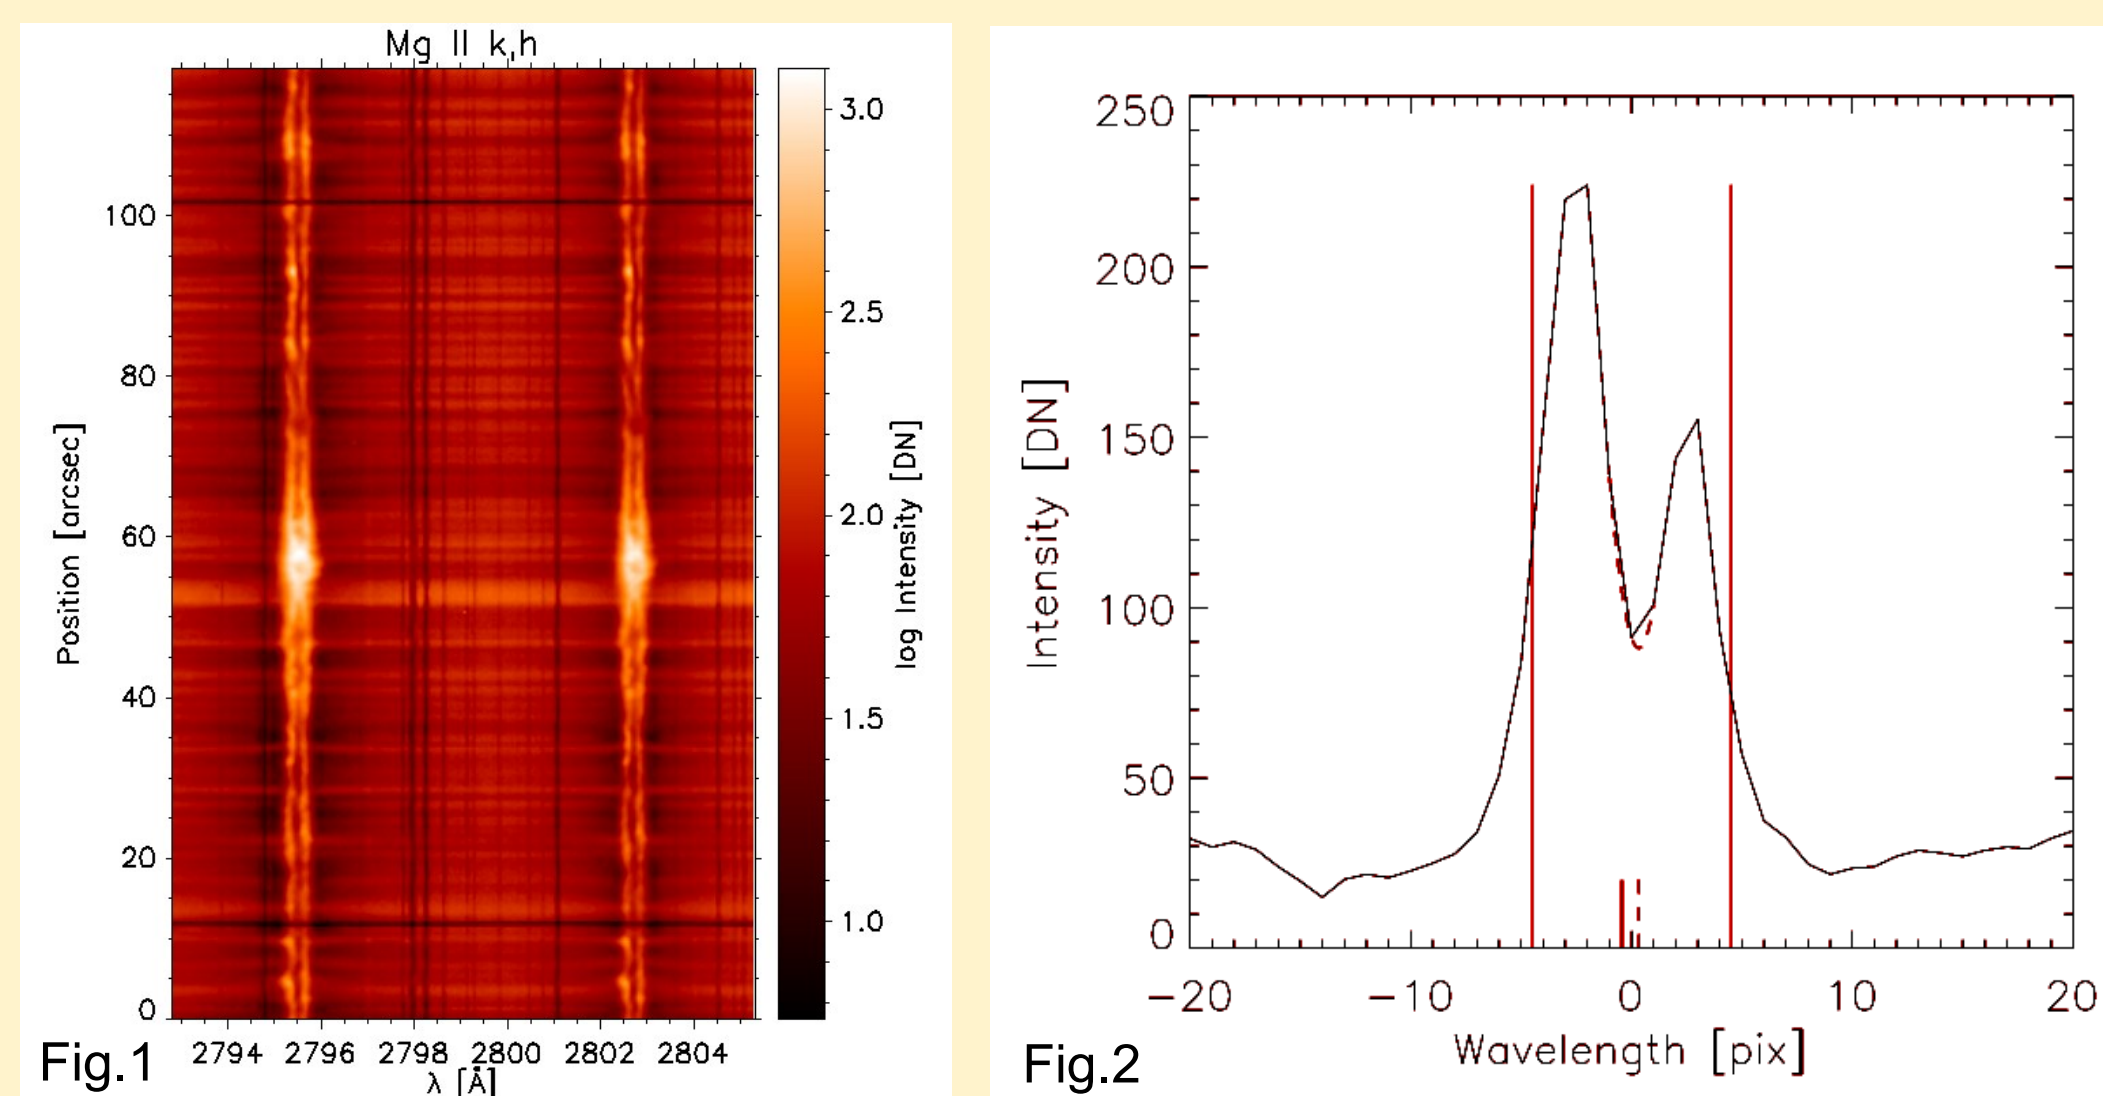 Mg II k,h
100
80
60
40
20
0
Position [arcsec]
2794 2796 2798 2800 2802 2804
λ [Å]
3.0
2.5
2.0
1.5
1.0
log Intensity [DN]
Fig.1
250
200
150
100
50
0
Intensity [DN]
−20 −10 0 10 20
Wavelength [pix]
Fig.2